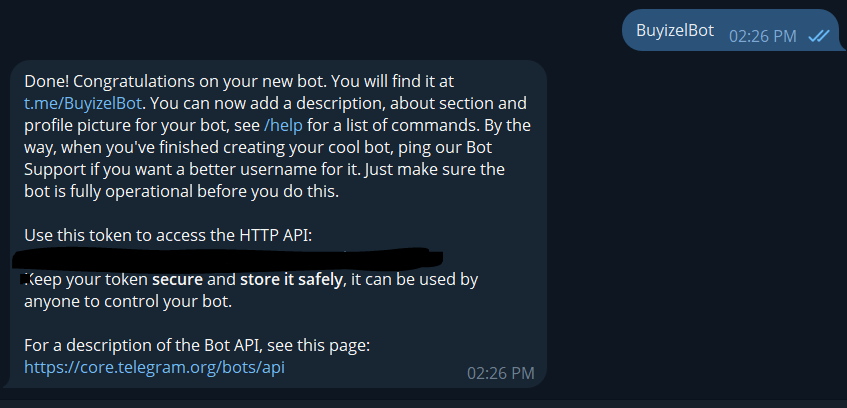 BuyizelBot 02:26 PM
Done! Congratulations on your new bot. You will find it at
t.me/BuyizelBot. You can now add a description, about section and
profile picture for your bot, see /help for a list of commands. By the
way, when you've finished creating your cool bot, ping our Bot
Support if you want a better username for it. Just make sure the
bot is fully operational before you do this.
Use this token to access the HTTP API:
Keep your token secure and store it safely, it can be used by
anyone to control your bot.
For a description of the Bot API, see this page:
https://core.telegram.org/bots/api
02:26 PM